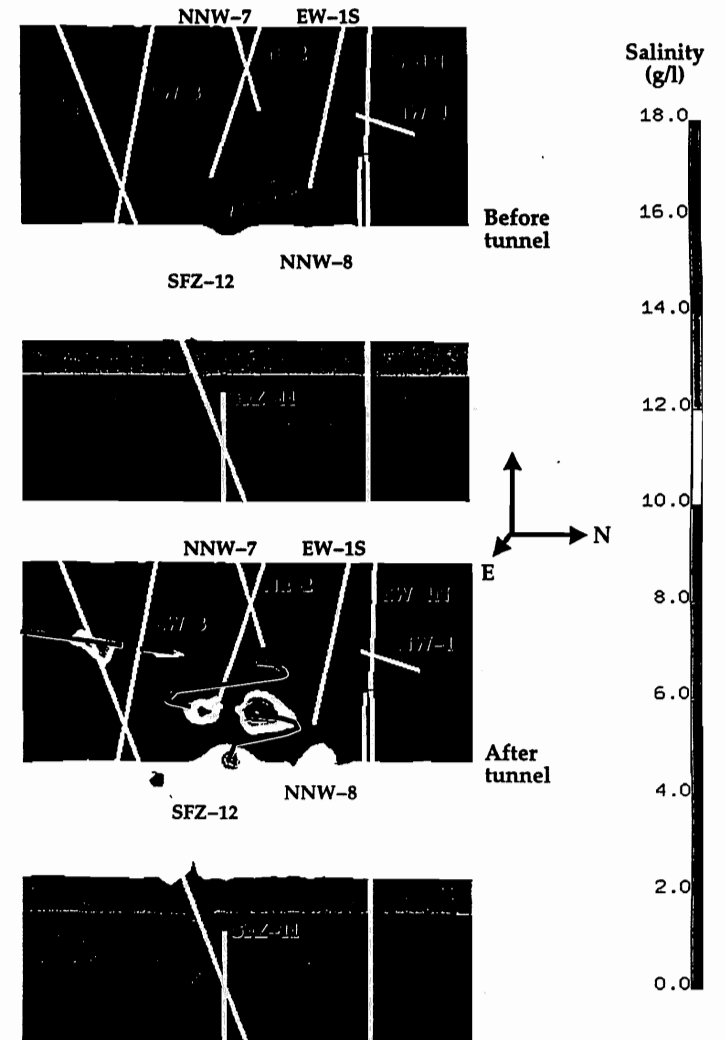 NNW–7 EW–1S
Salinity
(g/l)
18.0
16.0
Before
tunnel
NNW–8
SFZ–12
14.0
12.0
10.0
N
E
NNW–7 EW–1S
8.0
6.0
After
tunnel
NNW–8
SFZ–12
4.0
2.0
SFZ–11
0.0